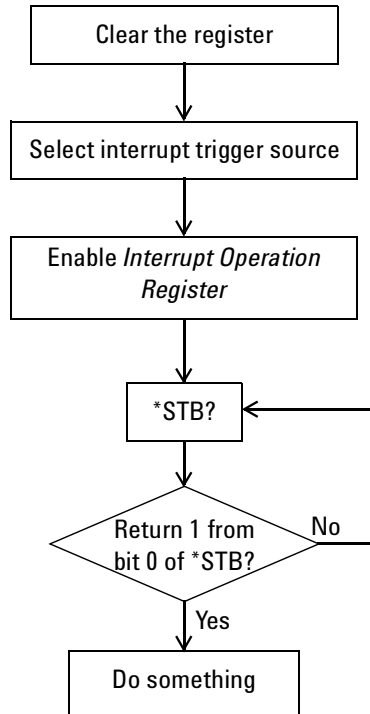 Clear the register
Select interrupt trigger source
Enable Interrupt Operation
Register
*STB?
Return 1 from
bit 0 of *STB?
No
Yes
Do something